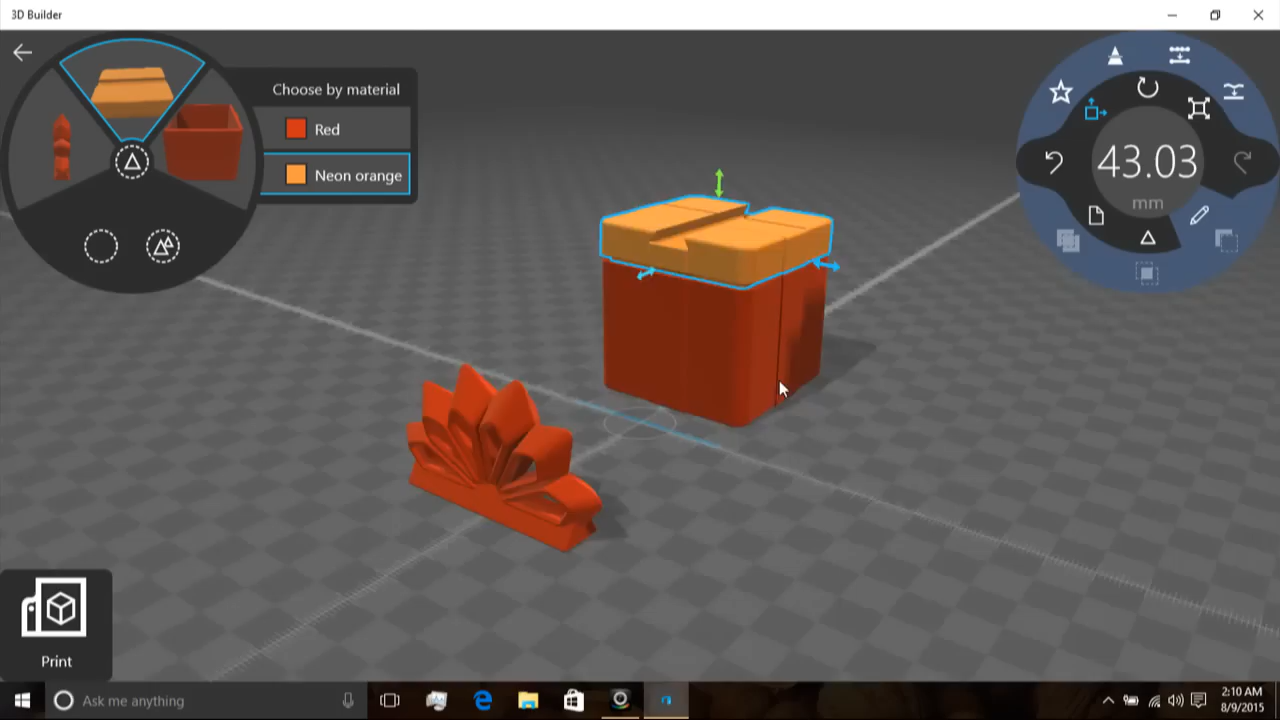 3D Builder
Choose by material
Red
Neon orange
43.03
mm
Print
Ask me anything
2:10 AM
8/9/2015